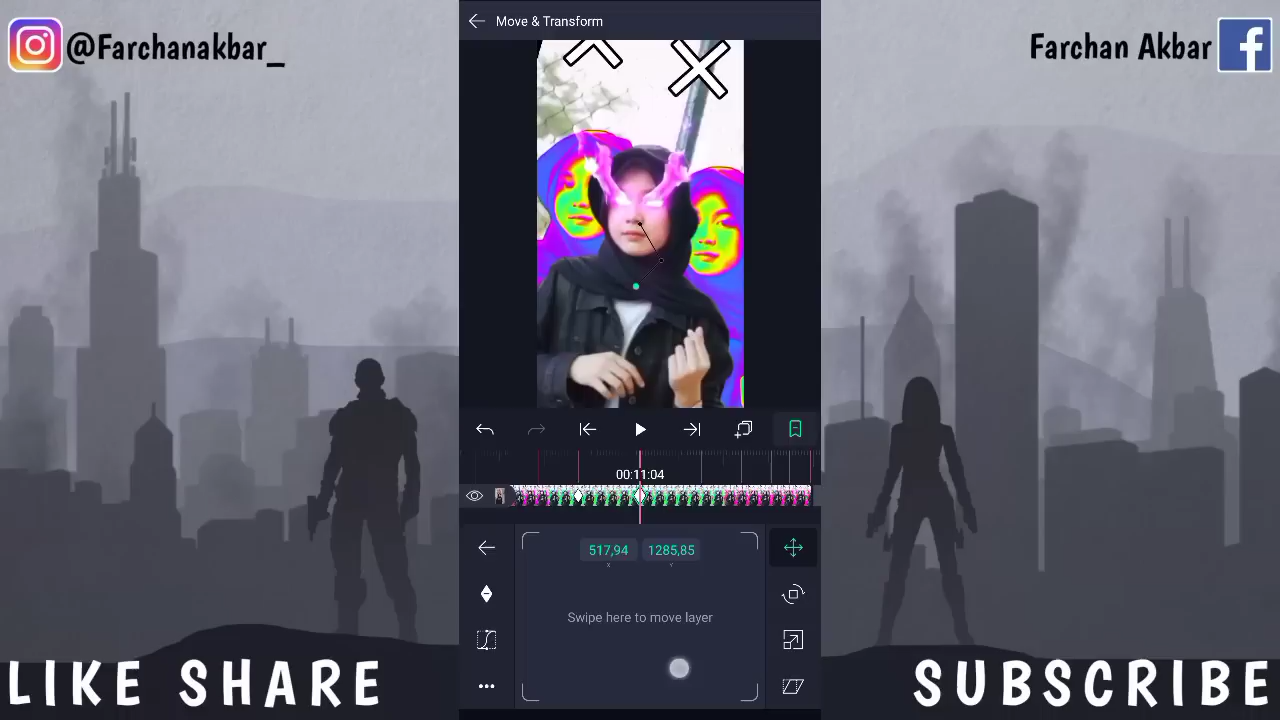 @Farchanakbar_
Farchan Akbar
Move & Transform
00:11:04
517,94
1285,85
X
Y
Swipe here to move layer
LIKE SHARE
SUBSCRIBE